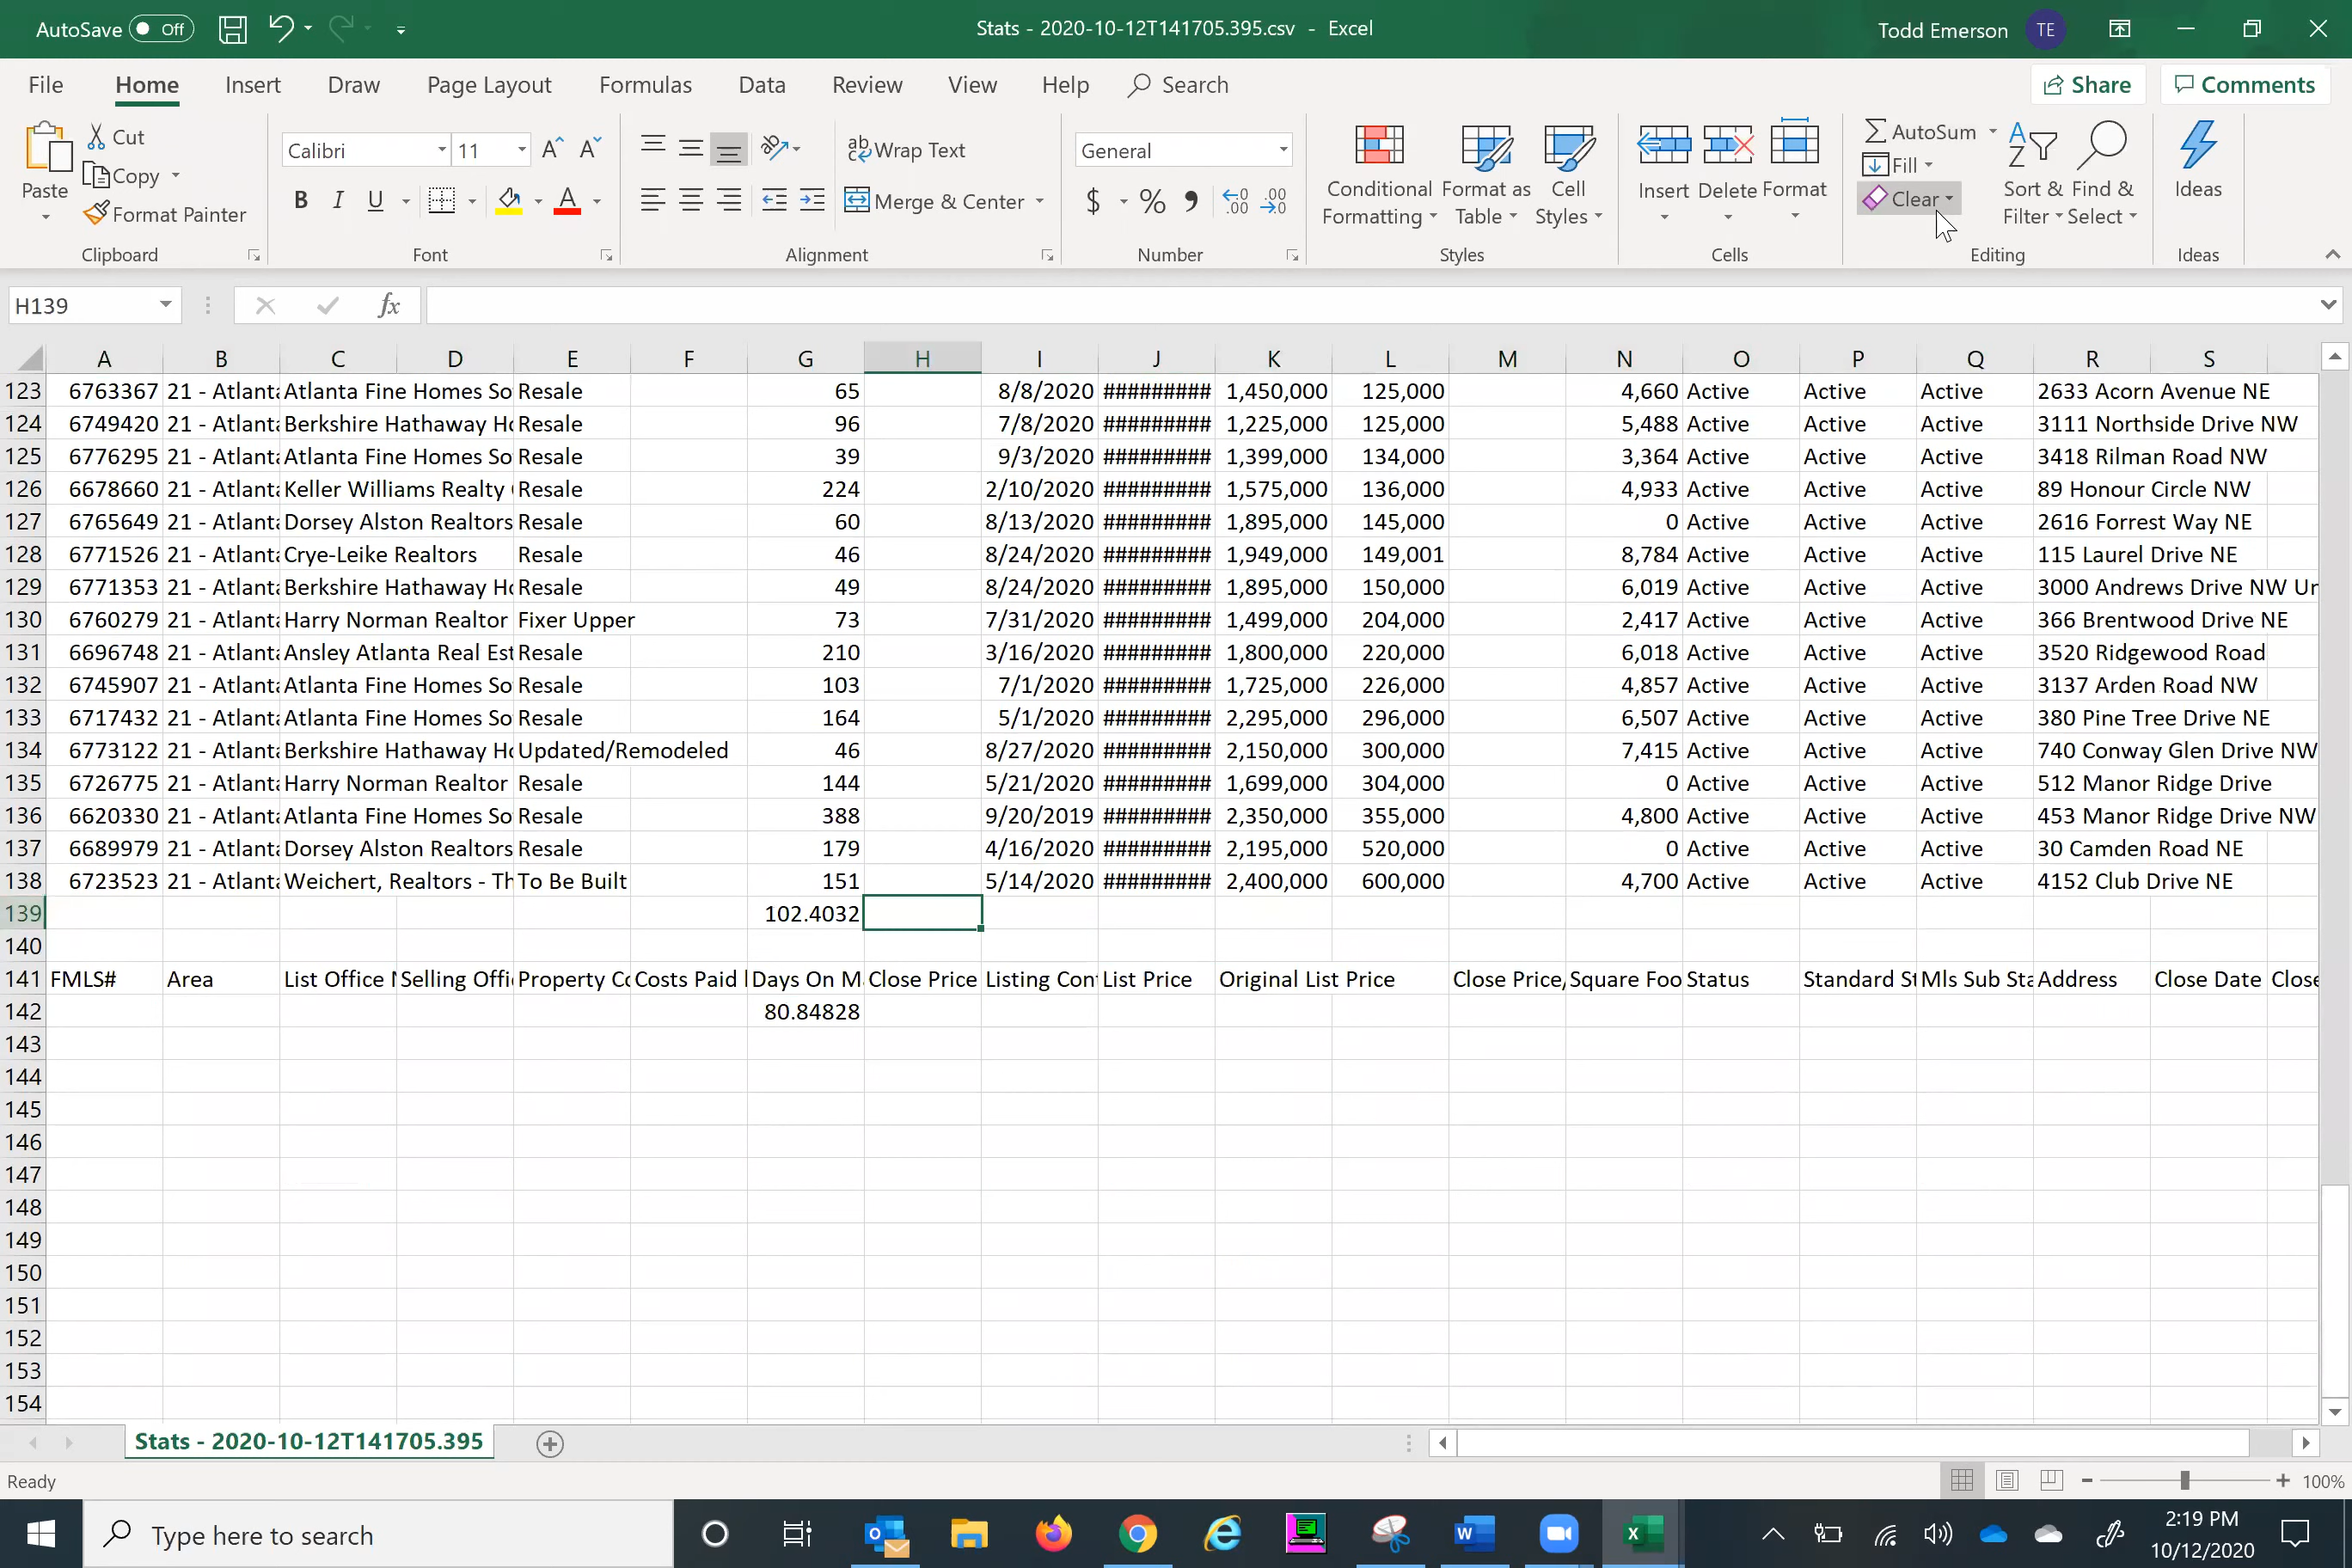 AutoSave Off Stats - 2020-10-12T141705.395.csv - Excel Todd Emerson TE
File Home Insert Draw Page Layout Formulas Data Review View Help Search Share Comments
Paste Cut Copy Format Painter Clipboard
Calibri 11 A A B I U A Font
ab Wrap Text Merge & Center Alignment
General $ % , .00 .00 Number
Conditional Formatting Format as Table Cell Styles Styles
Insert Delete Format Cells
AutoSum Fill Clear Sort & Filter Find & Select Editing
Ideas Ideas
H139 fx
A B C D E F G H I J K L M N O P Q R S
123 6763367 21 - Atlanta Atlanta Fine Homes So Resale 65 8/8/2020 ######### 1,450,000 125,000 4,660 Active Active Active 2633 Acorn Avenue NE
124 6749420 21 - Atlanta Berkshire Hathaway Ho Resale 96 7/8/2020 ######### 1,225,000 125,000 5,488 Active Active Active 3111 Northside Drive NW
125 6776295 21 - Atlanta Atlanta Fine Homes So Resale 39 9/3/2020 ######### 1,399,000 134,000 3,364 Active Active Active 3418 Rilman Road NW
126 6678660 21 - Atlanta Keller Williams Realty Resale 224 2/10/2020 ######### 1,575,000 136,000 4,933 Active Active Active 89 Honour Circle NW
127 6765649 21 - Atlanta Dorsey Alston Realtors Resale 60 8/13/2020 ######### 1,895,000 145,000 0 Active Active Active 2616 Forrest Way NE
128 6771526 21 - Atlanta Crye-Leike Realtors Resale 46 8/24/2020 ######### 1,949,000 149,001 8,784 Active Active Active 115 Laurel Drive NE
129 6771353 21 - Atlanta Berkshire Hathaway Ho Resale 49 8/24/2020 ######### 1,895,000 150,000 6,019 Active Active Active 3000 Andrews Drive NW Un
130 6760279 21 - Atlanta Harry Norman Realtor Fixer Upper 73 7/31/2020 ######### 1,499,000 204,000 2,417 Active Active Active 366 Brentwood Drive NE
131 6696748 21 - Atlanta Ansley Atlanta Real Est Resale 210 3/16/2020 ######### 1,800,000 220,000 6,018 Active Active Active 3520 Ridgewood Road
132 6745907 21 - Atlanta Atlanta Fine Homes So Resale 103 7/1/2020 ######### 1,725,000 226,000 4,857 Active Active Active 3137 Arden Road NW
133 6717432 21 - Atlanta Atlanta Fine Homes So Resale 164 5/1/2020 ######### 2,295,000 296,000 6,507 Active Active Active 380 Pine Tree Drive NE
134 6773122 21 - Atlanta Berkshire Hathaway Ho Updated/Remodeled 46 8/27/2020 ######### 2,150,000 300,000 7,415 Active Active Active 740 Conway Glen Drive NW
135 6726775 21 - Atlanta Harry Norman Realtor Resale 144 5/21/2020 ######### 1,699,000 304,000 0 Active Active Active 512 Manor Ridge Drive
136 6620330 21 - Atlanta Atlanta Fine Homes So Resale 388 9/20/2019 ######### 2,350,000 355,000 4,800 Active Active Active 453 Manor Ridge Drive NW
137 6689979 21 - Atlanta Dorsey Alston Realtors Resale 179 4/16/2020 ######### 2,195,000 520,000 0 Active Active Active 30 Camden Road NE
138 6723523 21 - Atlanta Weichert, Realtors - Th To Be Built 151 5/14/2020 ######### 2,400,000 600,000 4,700 Active Active Active 4152 Club Drive NE
139 102.4032
140
141 FMLS# Area List Office Selling Offi Property Co Costs Paid Days On M Close Price Listing Con List Price Original List Price Close Price/ Square Foo Status Standard St Mls Sub Sta Address Close Date Close
142 80.84828
143
144
145
146
147
148
149
150
151
152
153
154
Stats - 2020-10-12T141705.395
Ready 100%
Type here to search 2:19 PM
10/12/2020